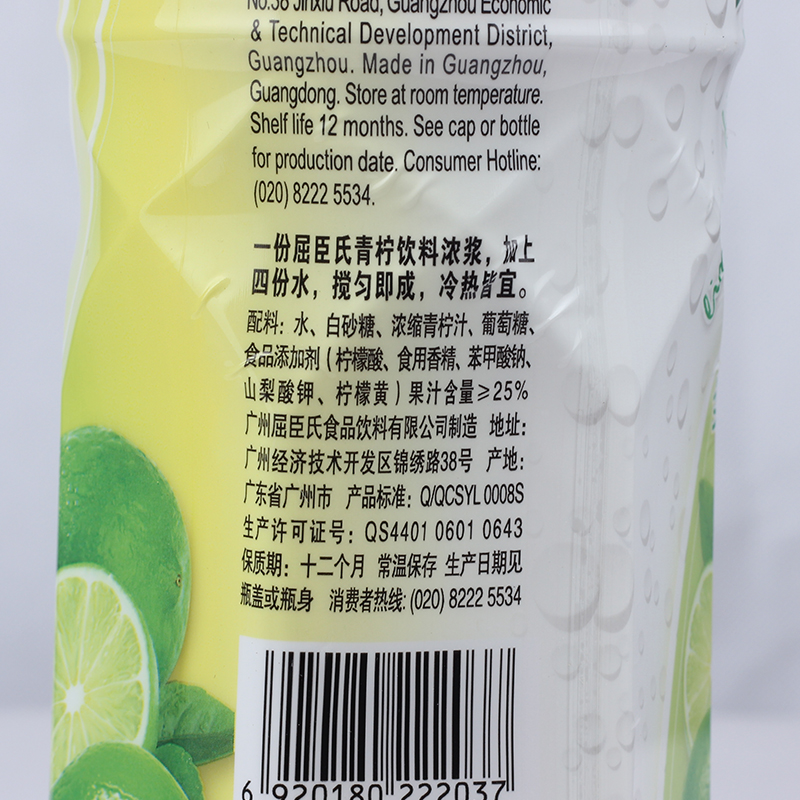 No.38 Jinxiu Road, Guangzhou Economic
& Technical Development District,
Guangzhou. Made in Guangzhou,
Guangdong. Store at room temperature.
Shelf life 12 months. See cap or bottle
for production date. Consumer Hotline:
(020) 8222 5534.
一份屈臣氏青柠饮料浓浆，加上
四份水，搅匀即成，冷热皆宜。
配料：水、白砂糖、浓缩青柠汁、葡萄糖、
食品添加剂（柠檬酸、食用香精、苯甲酸钠、
山梨酸钾、柠檬黄）果汁含量≥25%
广州屈臣氏食品饮料有限公司制造 地址：
广州经济技术开发区锦绣路38号 产地：
广东省广州市 产品标准：Q/QCSYL 0008S
生产许可证号：QS4401 0601 0643
保质期：十二个月 常温保存 生产日期见
瓶盖或瓶身 消费者热线: (020) 8222 5534
6 920180 222037